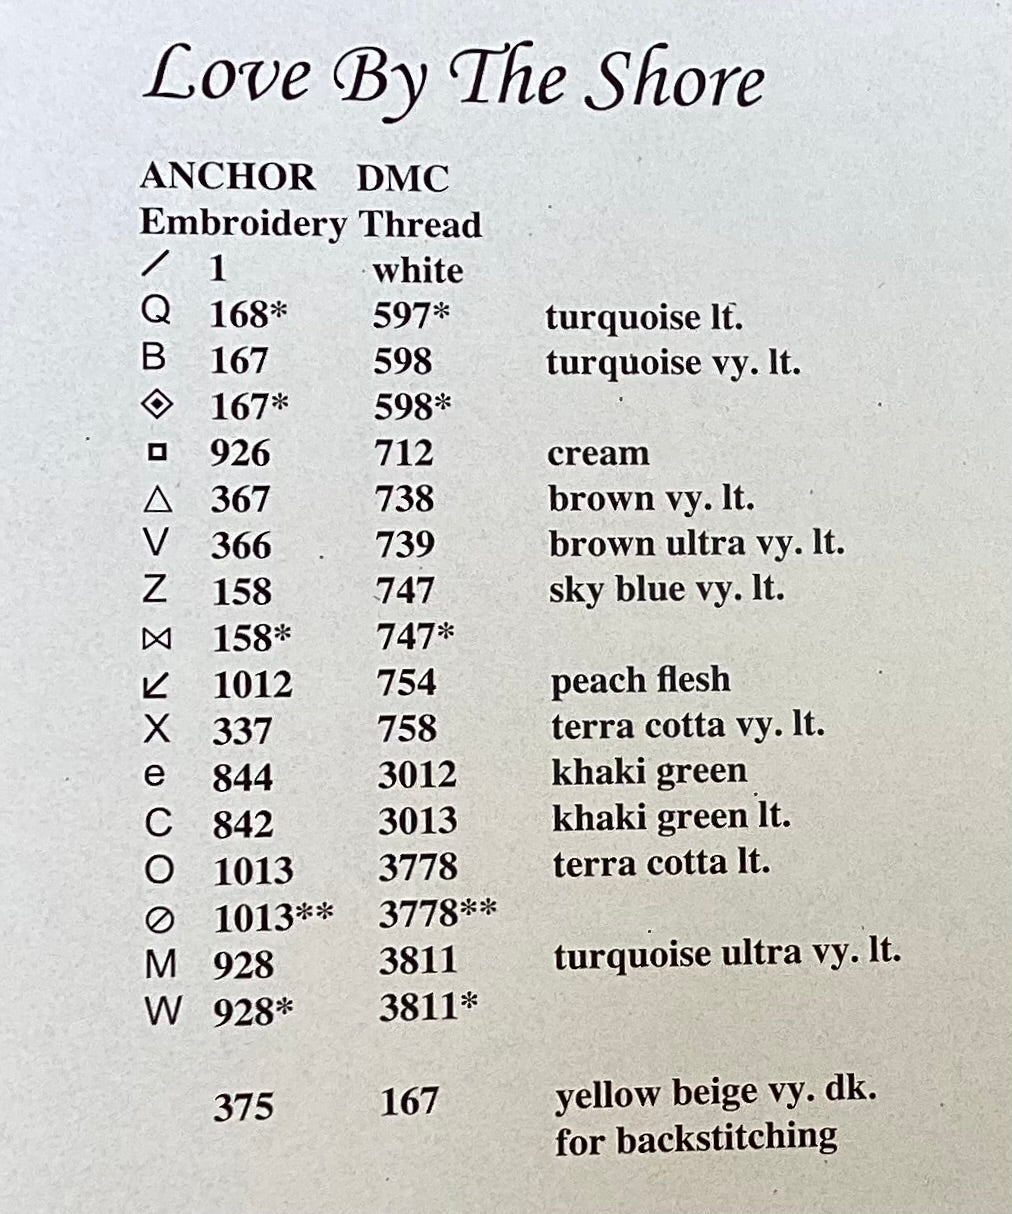 Love By The Shore
ANCHOR DMC
Embroidery Thread
/ 1 white
Q 168* 597* turquoise lt.
B 167 598 turquoise vy. lt.
◈ 167* 598*
▫ 926 712 cream
△ 367 738 brown vy. lt.
V 366 739 brown ultra vy. lt.
Z 158 747 sky blue vy. lt.
⋈ 158* 747*
↙ 1012 754 peach flesh
X 337 758 terra cotta vy. lt.
e 844 3012 khaki green
C 842 3013 khaki green lt.
O 1013 3778 terra cotta lt.
⊘ 1013** 3778**
M 928 3811 turquoise ultra vy. lt.
W 928* 3811*
375 167 yellow beige vy. dk.
for backstitching